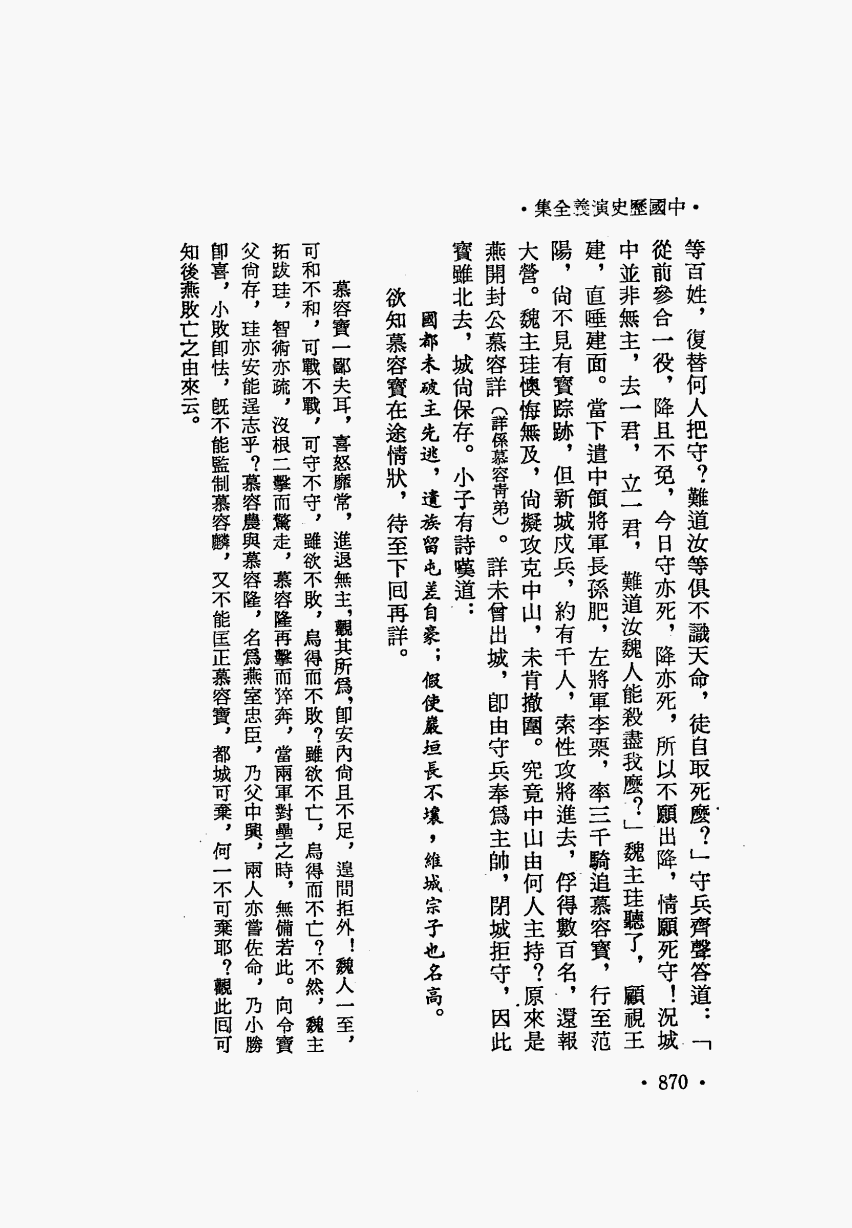 ・中國歷史演義全集・
等百姓，復替何人把守？難道汝等俱不識天命，徒自取死麼？」守兵齊聲答道：「
從前參合一役，降且不免，今日守亦死，降亦死，所以不願出降，情願死守！況城
中並非無主，去一君，立一君，難道汝魏人能殺盡我麼？」魏主珪聽了，顧視王
建，直唾建面。當下遣中領將軍長孫肥，左將軍李栗，率三千騎追慕容寶，行至范
陽，尙不見有寶踪跡，但新城戍兵，約有千人，索性攻將進去，俘得數百名，還報
大營。魏主珪懊悔無及，尙擬攻克中山，未肯撤圍。究竟中山由何人主持？原來是
燕開封公慕容詳（詳係慕容靑弟）。詳未曾出城，卽由守兵奉爲主帥，閉城拒守，因此
寶雖北去，城尙保存。小子有詩嘆道：
國都未破主先逃，遺族留屯差自豪；假使巖垣長不壞，維城宗子也名高。
欲知慕容寶在途情狀，待至下囘再詳。
慕容寶一鄙夫耳，喜怒靡常，進退無主，觀其所爲，卽安內尙且不足，遑問拒外！魏人一至，
可和不和，可戰不戰，可守不守，雖欲不敗，烏得而不敗？雖欲不亡，烏得而不亡？不然，魏主
拓跋珪，智術亦疏，沒根二擊而驚走，慕容隆再擊而猝奔，當兩軍對壘之時，無備若此。向令寶
父尙存，珪亦安能逞志乎？慕容農與慕容隆，名爲燕室忠臣，乃父中興，兩人亦嘗佐命，乃小勝
卽喜，小敗卽怯，旣不能監制慕容麟，又不能匡正慕容寶，都城可棄，何一不可棄耶？觀此囘可
知後燕敗亡之由來云。
・870・